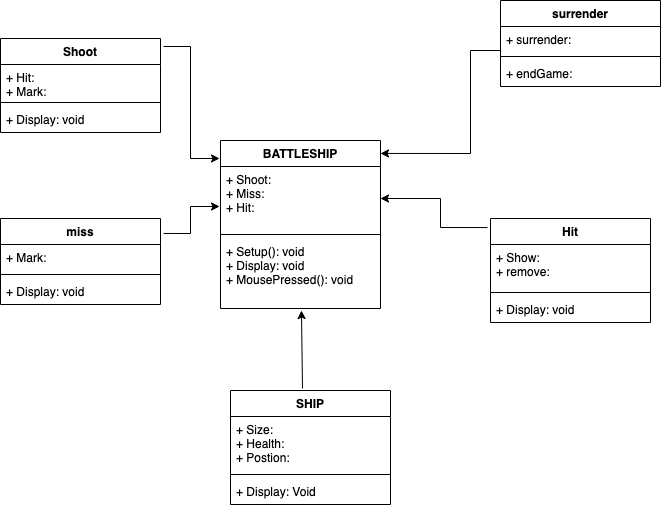 surrender
+ surrender:
+ endGame:
Shoot
+ Hit:
+ Mark:
+ Display: void
BATTLESHIP
+ Shoot:
+ Miss:
+ Hit:
+ Setup(): void
+ Display: void
+ MousePressed(): void
miss
+ Mark:
+ Display: void
Hit
+ Show:
+ remove:
+ Display: void
SHIP
+ Size:
+ Health:
+ Postion:
+ Display: Void